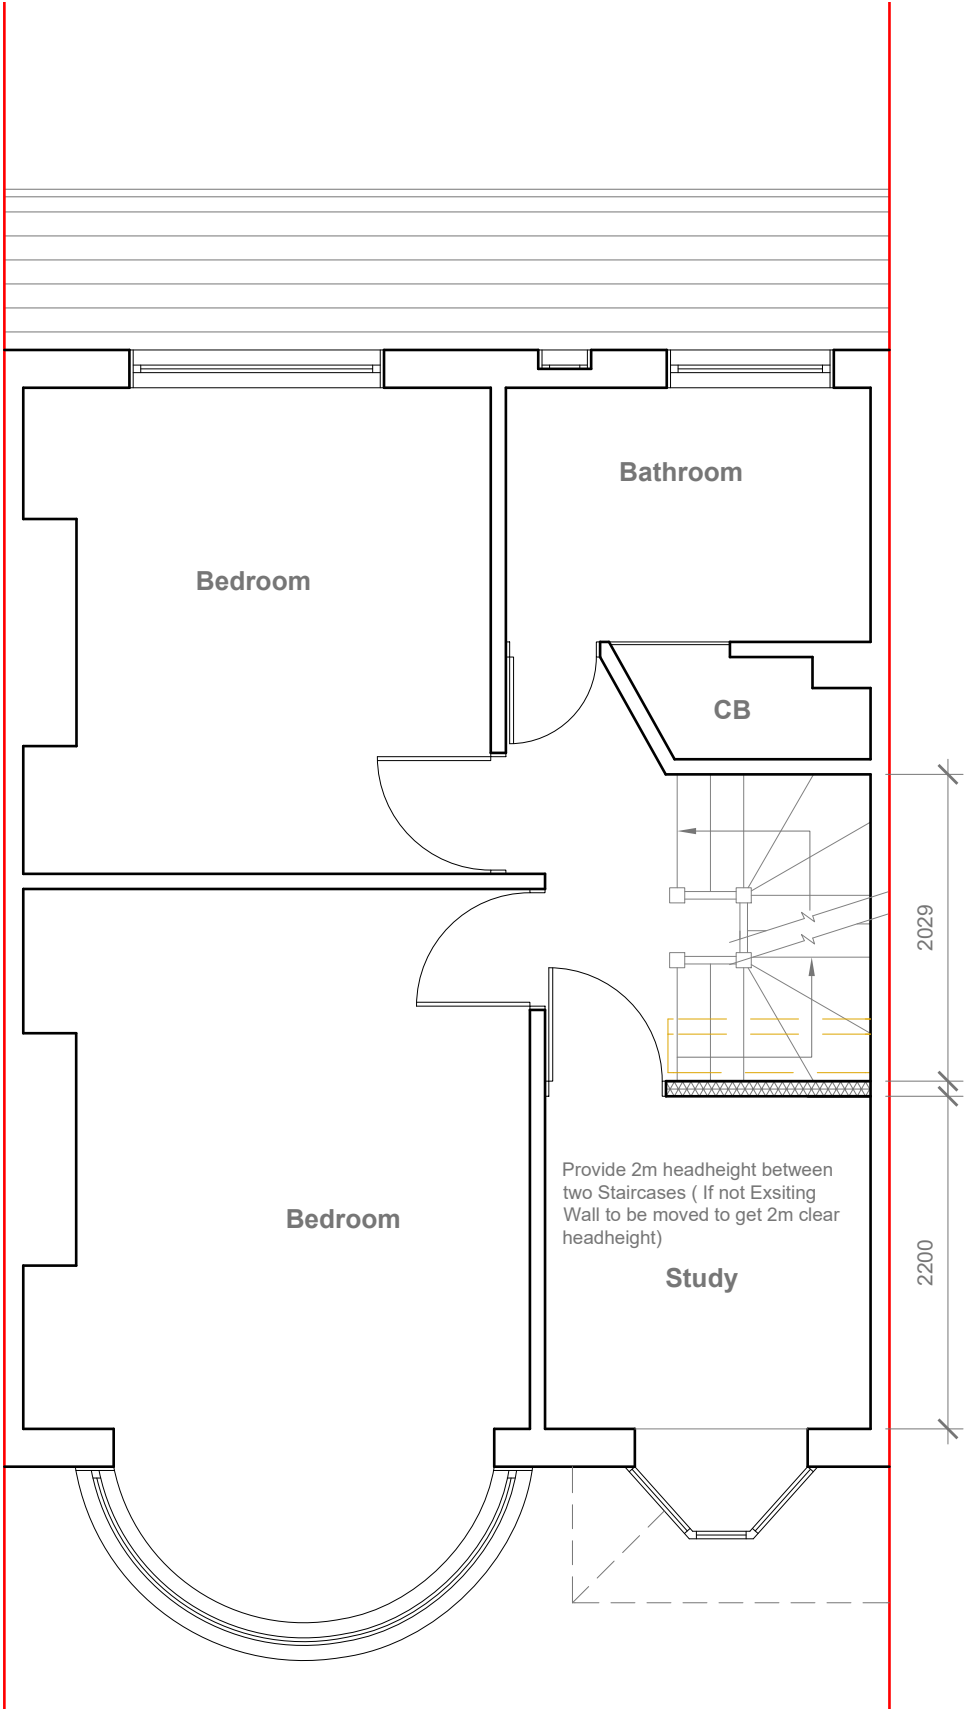 Bathroom
Bedroom
CB
2029
Provide 2m headheight between
two Staircases ( If not Exsiting
Wall to be moved to get 2m clear
headheight)
Bedroom
2200
Study